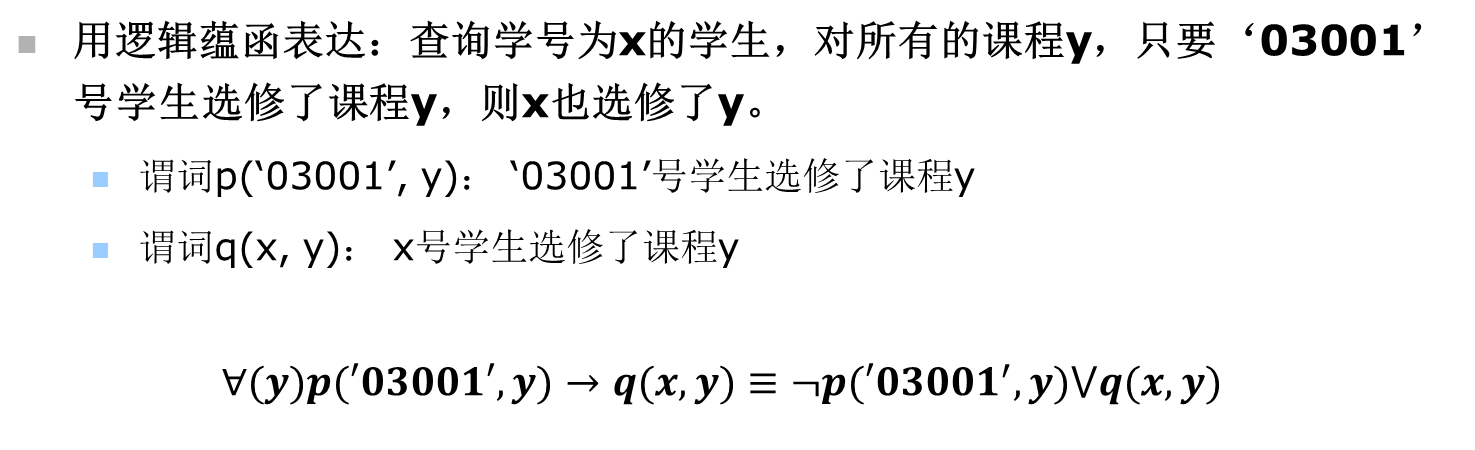 用逻辑蕴函表达：查询学号为x的学生，对所有的课程y，只要‘03001’
号学生选修了课程y，则x也选修了y。
谓词p(‘03001’, y)： ‘03001’号学生选修了课程y
谓词q(x, y)： x号学生选修了课程y
∀(y)p(′03001′, y) → q(x, y) ≡ ¬p(′03001′, y)⋁q(x, y)